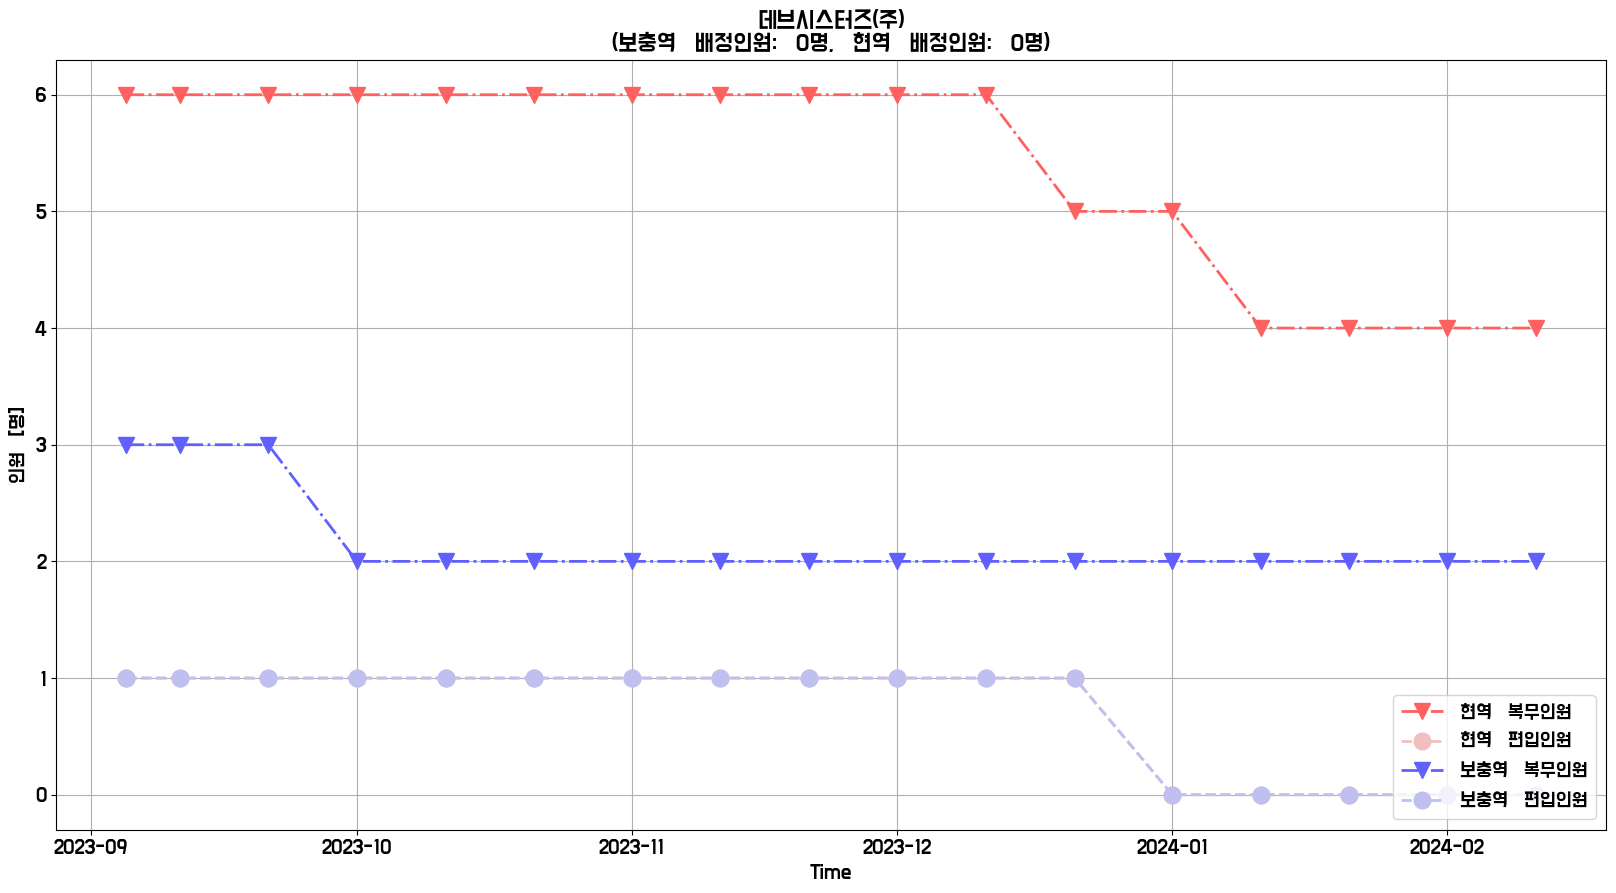 데브시스터즈(주)
(보충역 배정인원: 0명, 현역 배정인원: 0명)
6
5
4
3
2
1
0
인원 [명]
2023-09
2023-10
2023-11
2023-12
2024-01
2024-02
Time
현역 복무인원
현역 편입인원
보충역 복무인원
보충역 편입인원